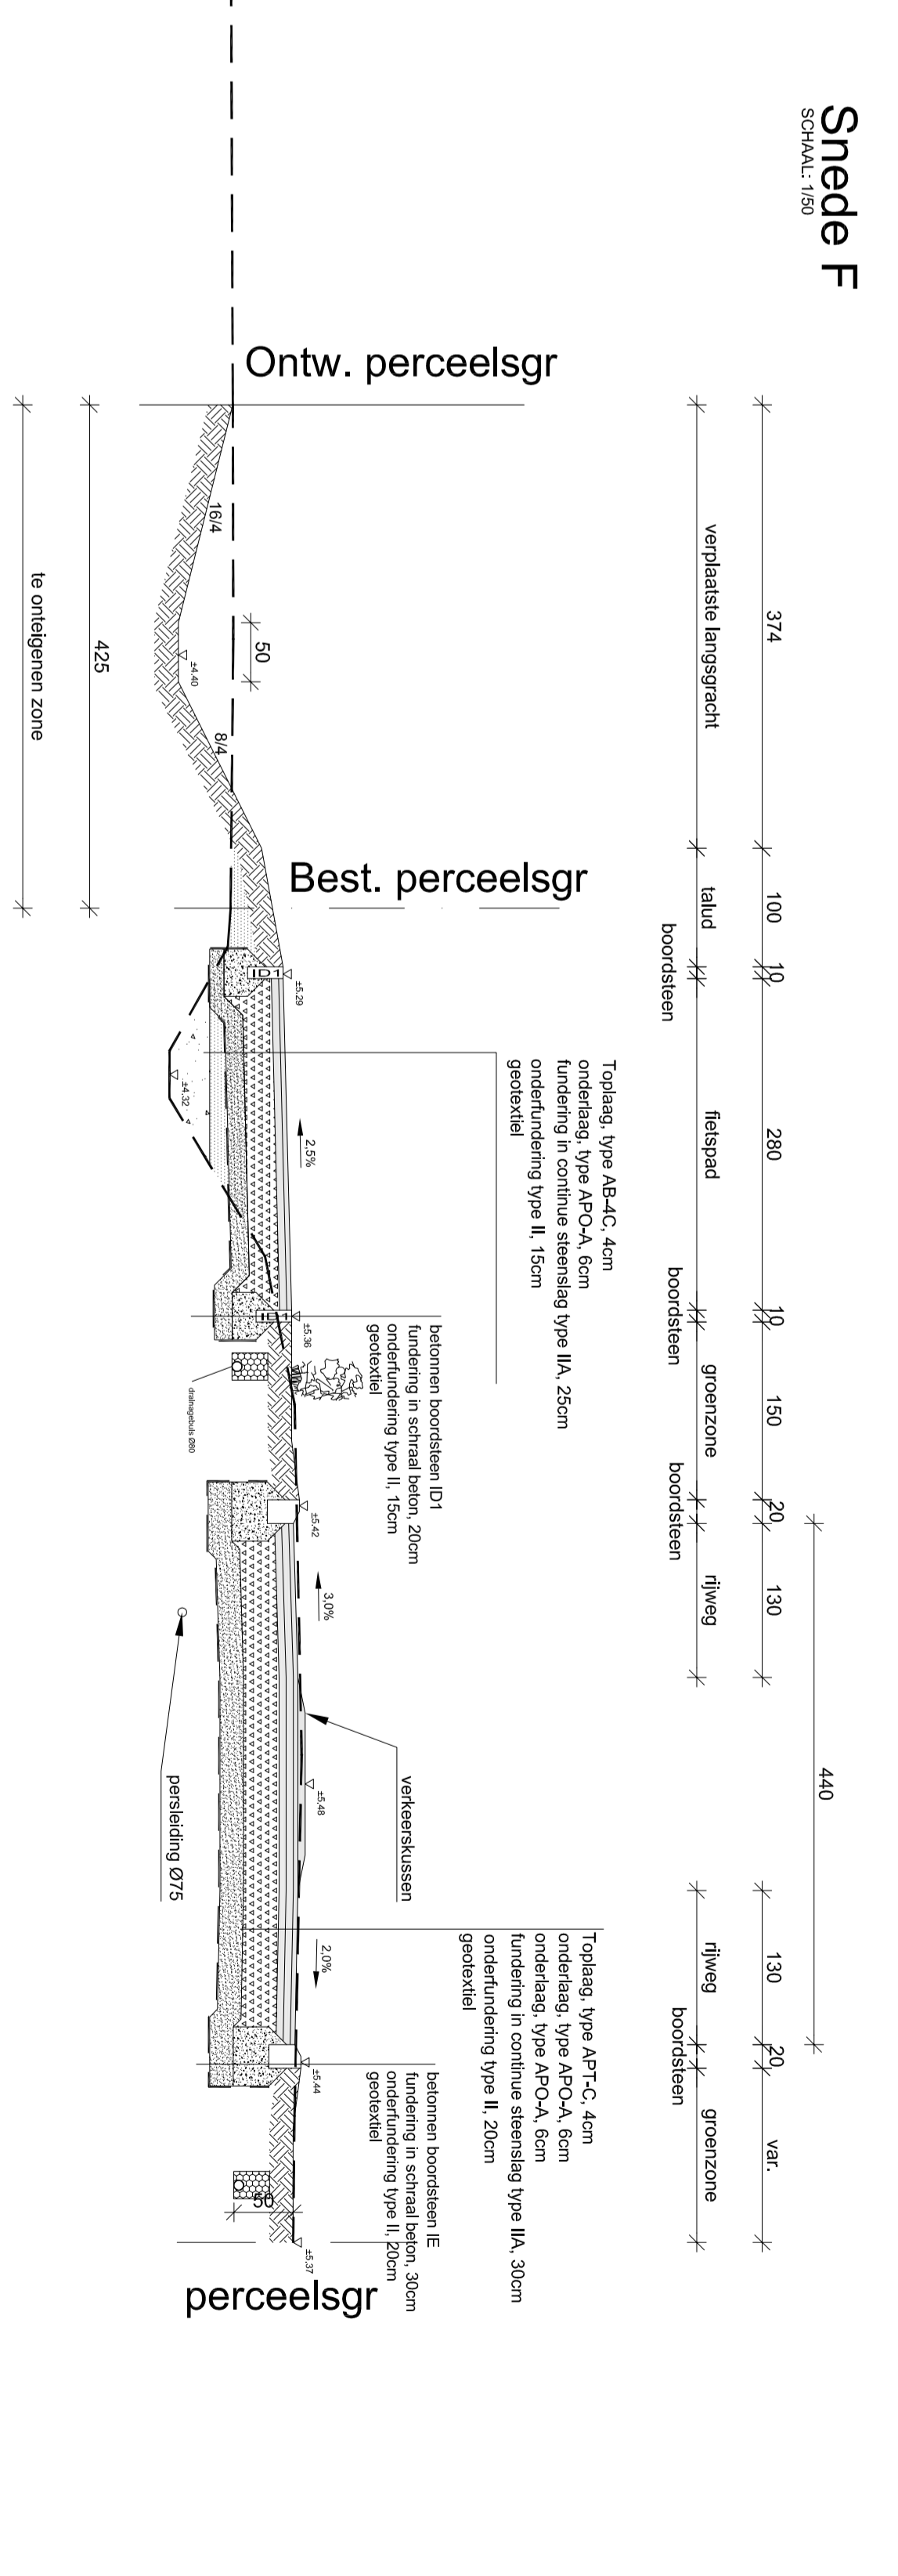 Snede F
SCHAAL: 1/50
440
374
100
10
280
10
150
20
130
130
20
var.
verplaatste langsgracht
talud
boordsteen
fietspad
boordsteen
groenzone
boordsteen
rijweg
rijweg
boordsteen
groenzone
Toplaag, type AB-4C, 4cm
onderlaag, type APO-A, 6cm
fundering in continue steenslag type IIA, 25cm
onderfundering type II, 15cm
geotextiel
Toplaag, type APT-C, 4cm
onderlaag, type APO-A, 6cm
onderlaag, type APO-A, 6cm
fundering in continue steenslag type IIA, 30cm
onderfundering type II, 20cm
geotextiel
betonnen boordsteen ID1
fundering in schraal beton, 20cm
onderfundering type II, 15cm
geotextiel
verkeerskussen
betonnen boordsteen IE
fundering in schraal beton, 30cm
onderfundering type II, 20cm
geotextiel
Ontw. perceelsgr
Best. perceelsgr
perceelsgr
16/4
50
±4.40
8/4
ID1
±5.29
±4.32
2,5%
ID1
±5.36
drainagebuis Ø80
±5.42
3,0%
±5.48
2,0%
±5.44
50
±5.37
persleiding Ø75
425
te onteigenen zone